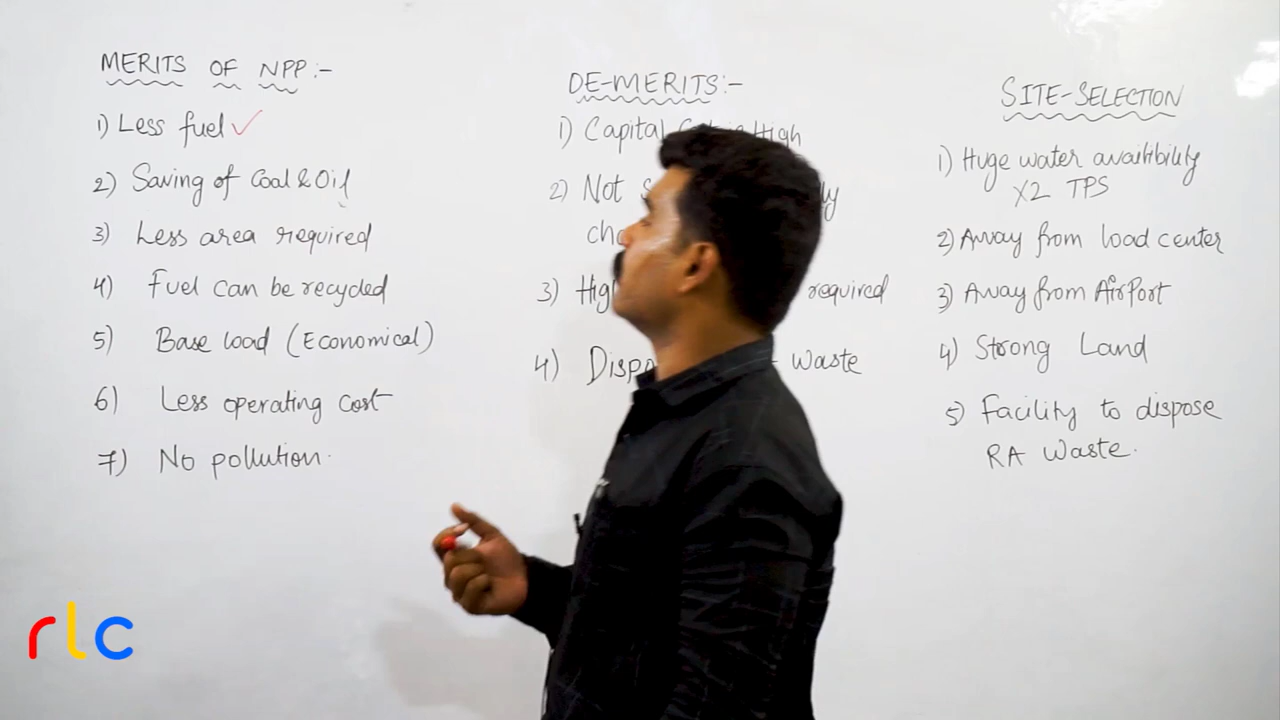 MERITS OF NPP:-
1) Less fuel
2) Saving of Coal & Oil
3) Less area required
4) Fuel can be recycled
5) Base load (Economical)
6) Less operating cost
7) No pollution.
DE-MERITS:-
1) Capital High
2) Not
3) required
4) waste
SITE-SELECTION
1) Huge water availibility
X2 TPS
2) Away from load center
3) Away from AirPort
4) Strong Land
5) Facility to dispose
RA Waste.
rlc